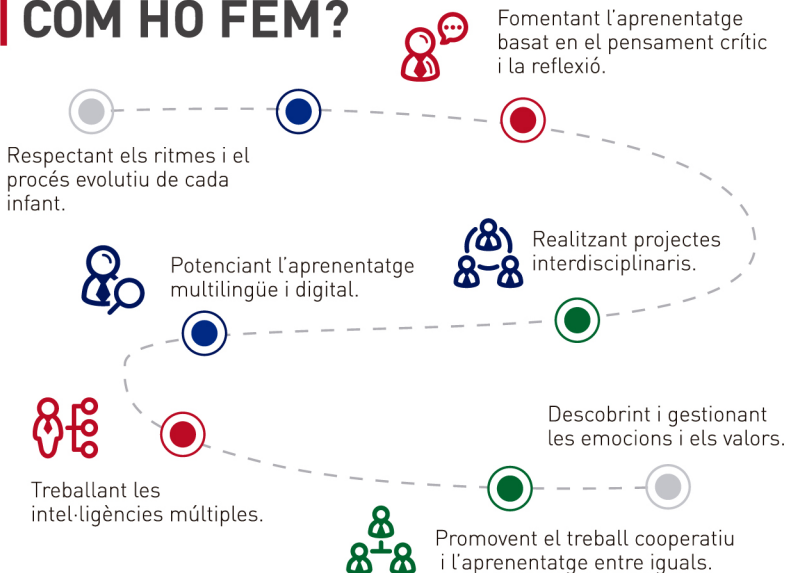 COM HO FEM?
Fomentant l'aprenentatge
basat en el pensament crític
i la reflexió.
Respectant els ritmes i el
procés evolutiu de cada
infant.
Realitzant projectes
interdisciplinaris.
Potenciant l'aprenentatge
multilingüe i digital.
Treballant les
intel·ligències múltiples.
Descobrint i gestionant
les emocions i els valors.
Promovent el treball cooperatiu
i l'aprenentatge entre iguals.